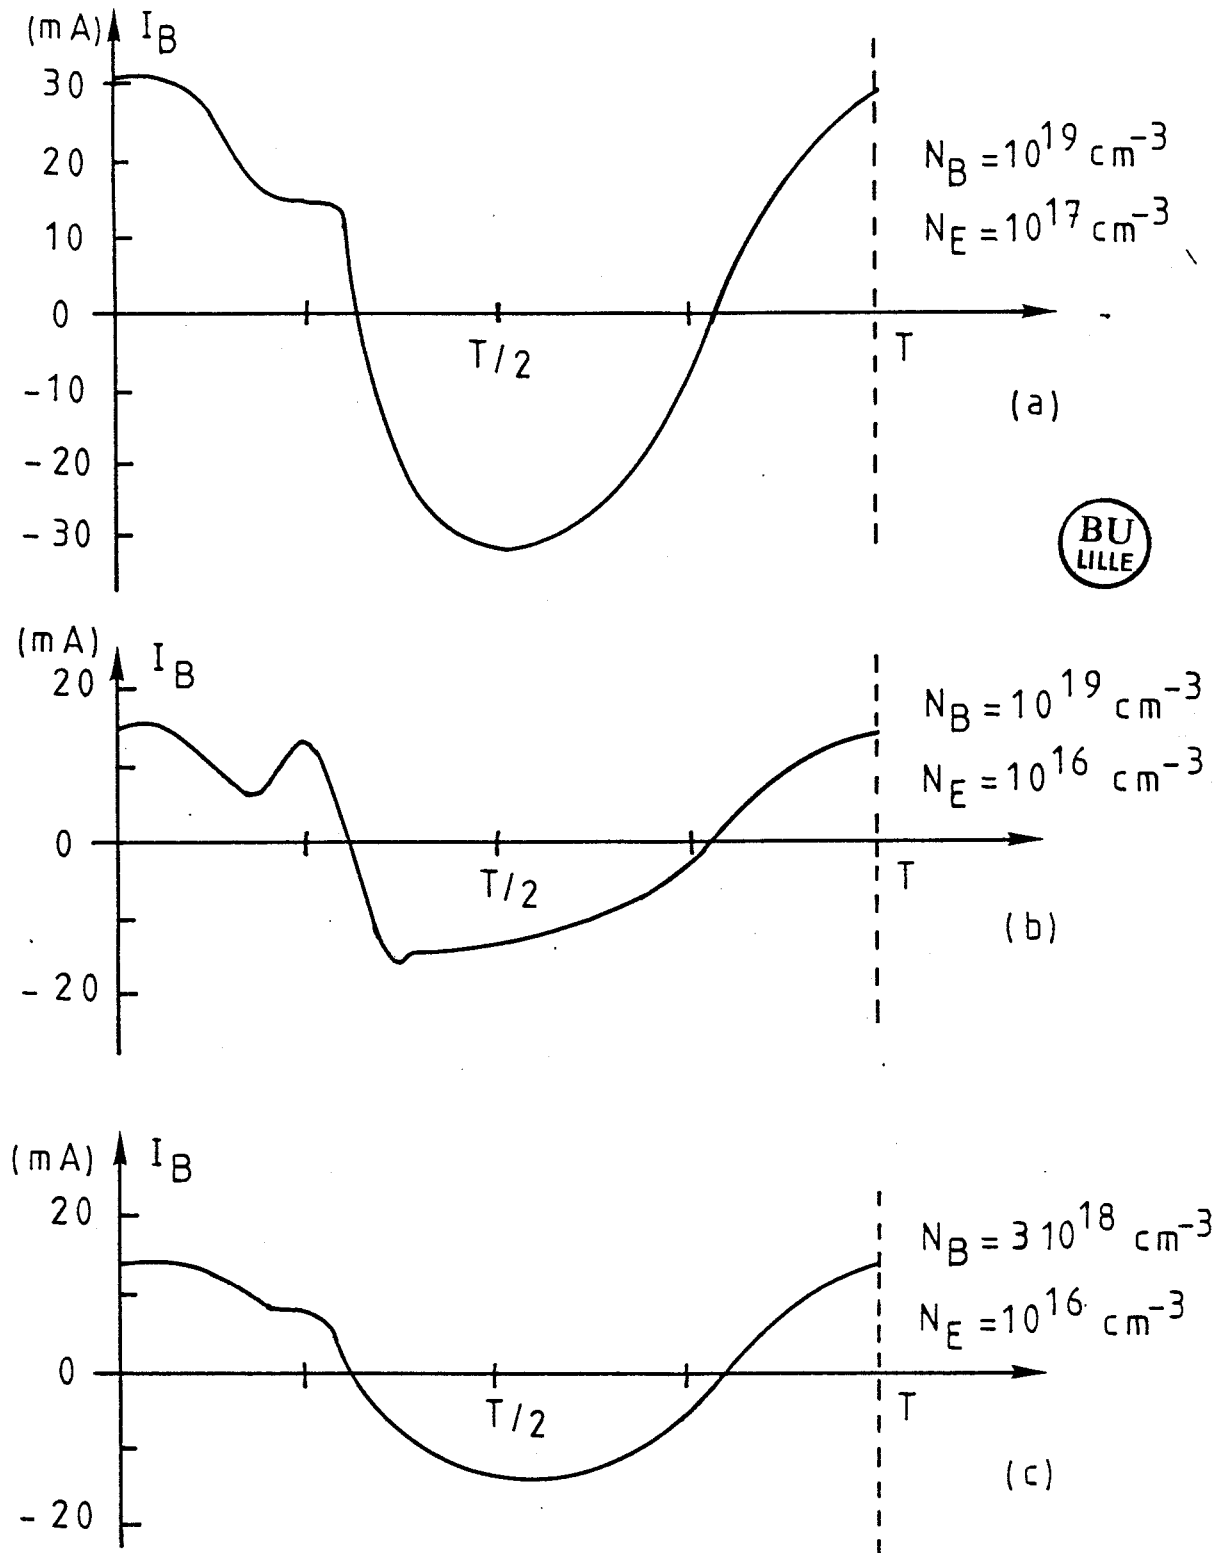 (mA) I_B
30
20
10
0
-10
-20
-30
T/2
T
N_B = 10^19 cm^-3
N_E = 10^17 cm^-3
(a)
BU
LILLE
(mA) I_B
20
0
-20
T/2
T
N_B = 10^19 cm^-3
N_E = 10^16 cm^-3
(b)
(mA) I_B
20
0
-20
T/2
T
N_B = 3 10^18 cm^-3
N_E = 10^16 cm^-3
(c)